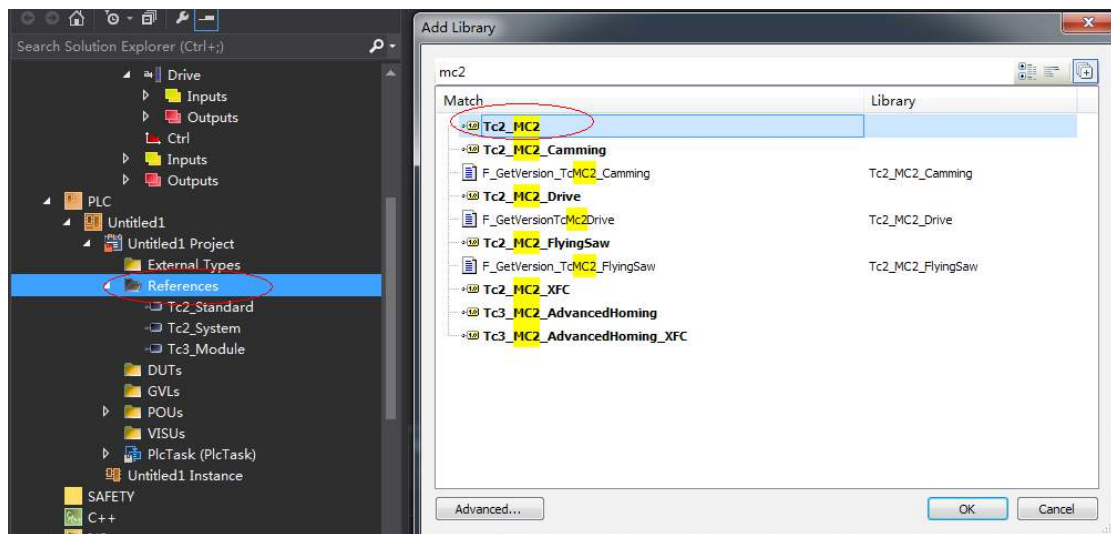 Search Solution Explorer (Ctrl+;)
Drive
Inputs
Outputs
Ctrl
Inputs
Outputs
PLC
Untitled1
Untitled1 Project
External Types
References
Tc2_Standard
Tc2_System
Tc3_Module
DUTs
GVLs
POUs
VISUs
PlcTask (PlcTask)
Untitled1 Instance
SAFETY
C++
Add Library
mc2
Match Library
Tc2_MC2
Tc2_MC2_Camming
F_GetVersion_TcMC2_Camming Tc2_MC2_Camming
Tc2_MC2_Drive
F_GetVersionTcMc2Drive Tc2_MC2_Drive
Tc2_MC2_FlyingSaw
F_GetVersion_TcMC2_FlyingSaw Tc2_MC2_FlyingSaw
Tc2_MC2_XFC
Tc3_MC2_AdvancedHoming
Tc3_MC2_AdvancedHoming_XFC
Advanced... OK Cancel